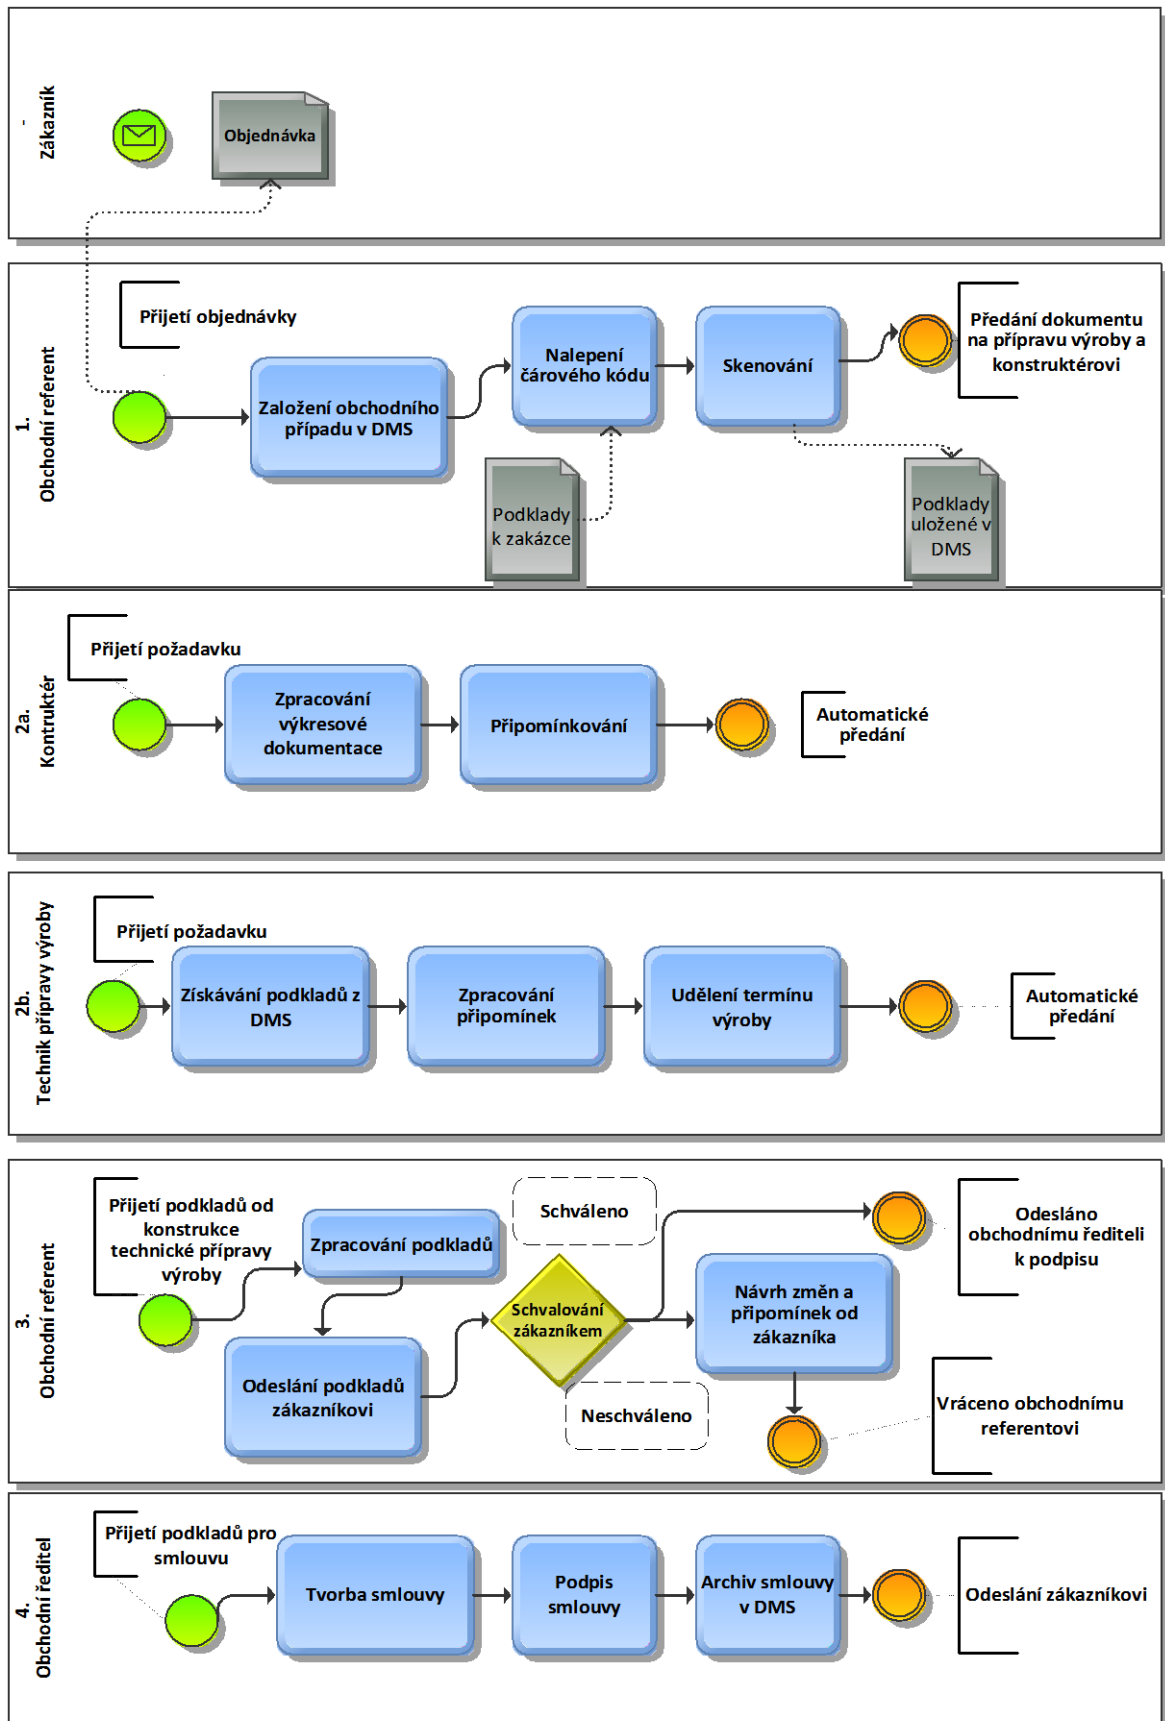 -
Zákazník
Objednávka
1.
Obchodní referent
Přijetí objednávky
Založení obchodního
případu v DMS
Nalepení
čárového kódu
Skenování
Předání dokumentu
na přípravu výroby a
konstruktérovi
Podklady
k zakázce
Podklady
uložené v
DMS
2a.
Kontruktér
Přijetí požadavku
Zpracování
výkresové
dokumentace
Připomínkování
Automatické
předání
2b.
Technik přípravy výroby
Přijetí požadavku
Získávání podkladů z
DMS
Zpracování
připomínek
Udělení termínu
výroby
Automatické
předání
3.
Obchodní referent
Přijetí podkladů od
konstrukce
technické přípravy
výroby
Zpracování podkladů
Odeslání podkladů
zákazníkovi
Schváleno
Schvalování
zákazníkem
Neschváleno
Návrh změn a
připomínek od
zákazníka
Odesláno
obchodnímu řediteli
k podpisu
Vráceno obchodnímu
referentovi
4.
Obchodní ředitel
Přijetí podkladů pro
smlouvu
Tvorba smlouvy
Podpis
smlouvy
Archiv smlouvy
v DMS
Odeslání zákazníkovi